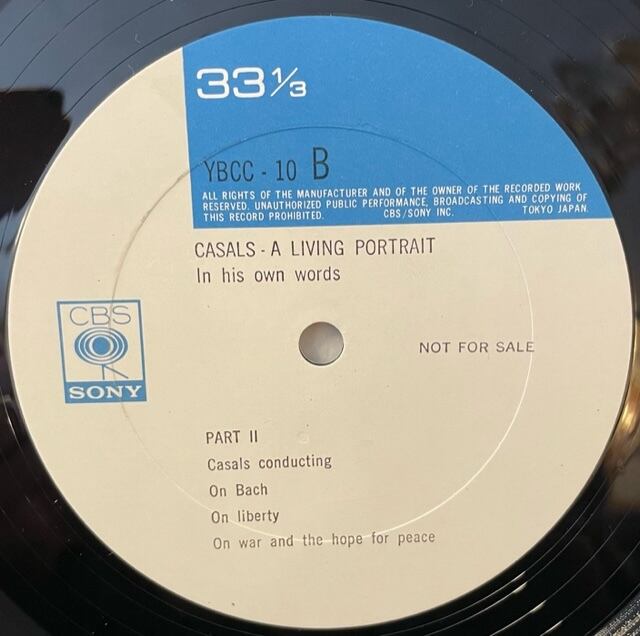 33 1/3
YBCC - 10 B
ALL RIGHTS OF THE MANUFACTURER AND OF THE OWNER OF THE RECORDED WORK
RESERVED. UNAUTHORIZED PUBLIC PERFORMANCE, BROADCASTING AND COPYING OF
THIS RECORD PROHIBITED. CBS/SONY INC. TOKYO JAPAN.
CASALS - A LIVING PORTRAIT
In his own words
CBS
SONY
NOT FOR SALE
PART II
Casals conducting
On Bach
On liberty
On war and the hope for peace